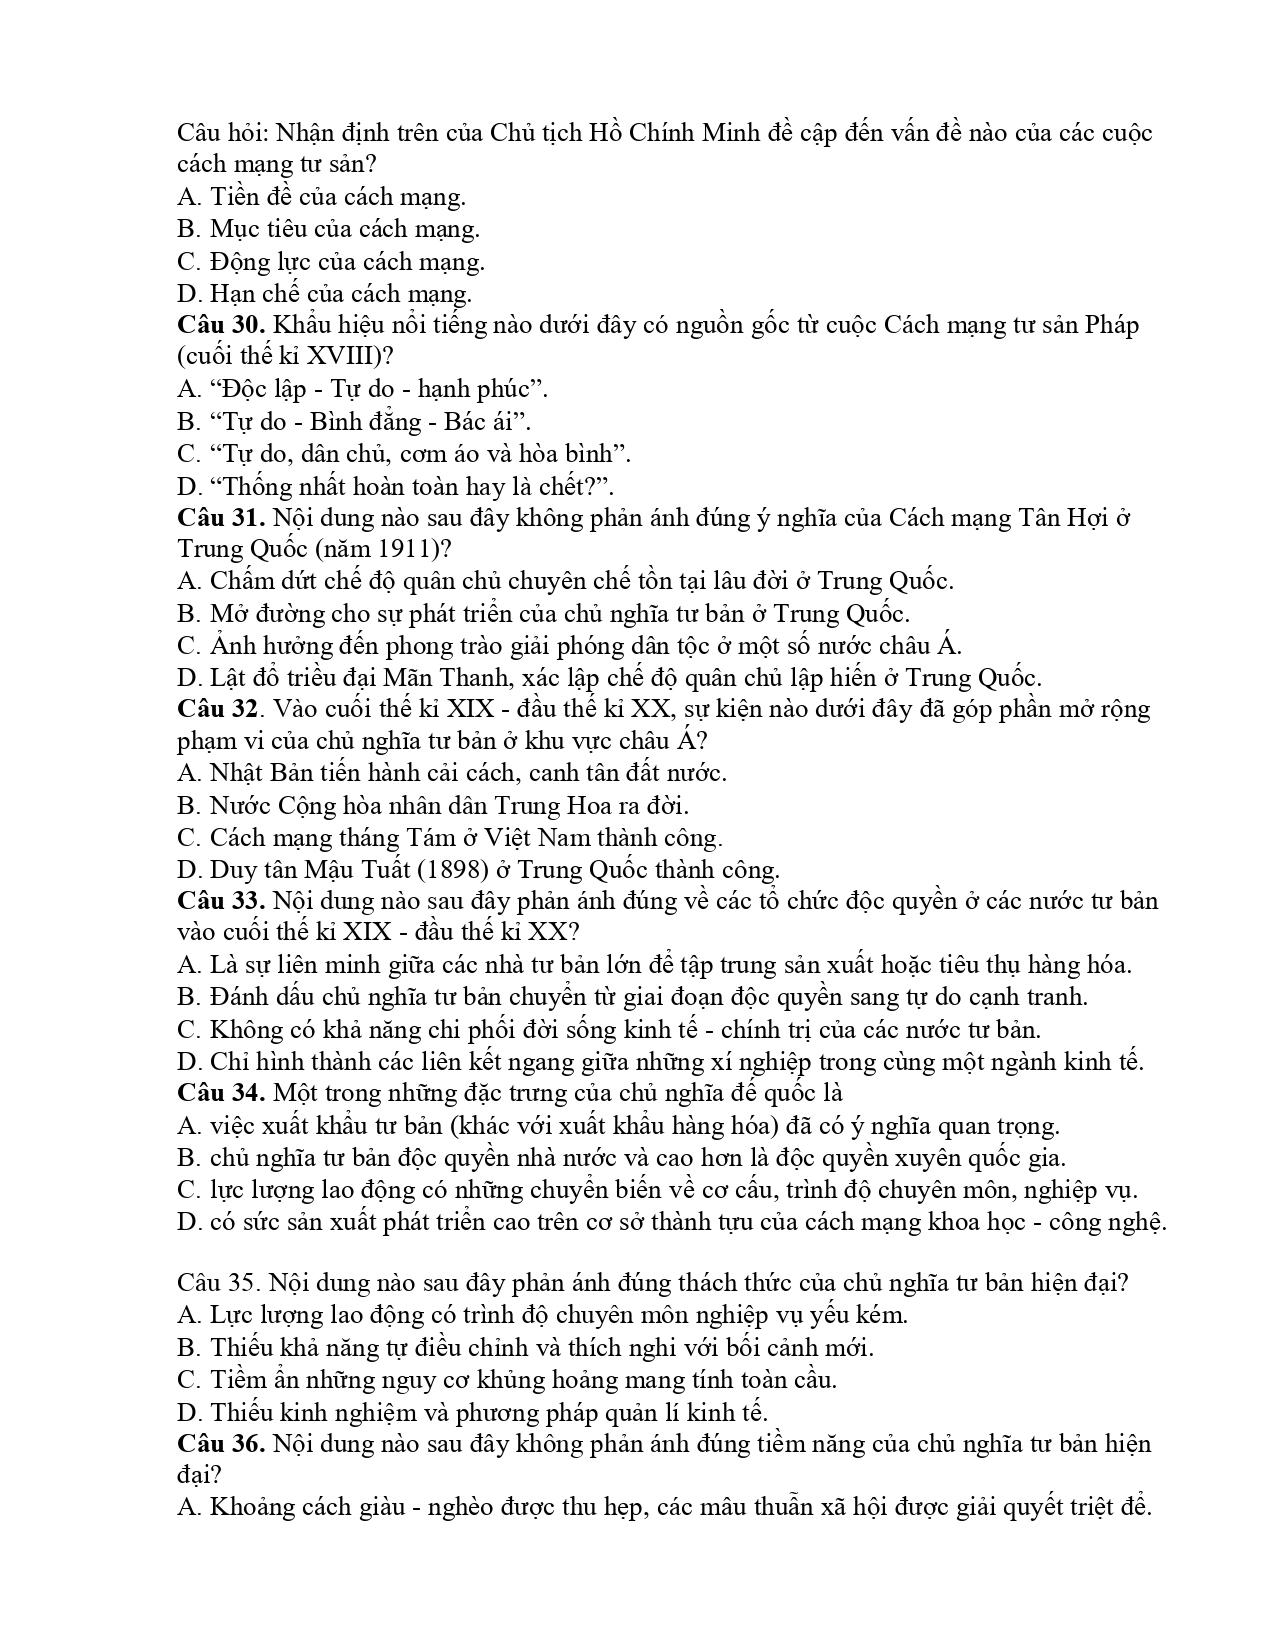 Câu hỏi: Nhận định trên của Chủ tịch Hồ Chính Minh đề cập đến vấn đề nào của các cuộc
cách mạng tư sản?
A. Tiền đề của cách mạng.
B. Mục tiêu của cách mạng.
C. Động lực của cách mạng.
D. Hạn chế của cách mạng.
Câu 30. Khẩu hiệu nổi tiếng nào dưới đây có nguồn gốc từ cuộc Cách mạng tư sản Pháp
(cuối thế kỉ XVIII)?
A. “Độc lập - Tự do - hạnh phúc”.
B. “Tự do - Bình đẳng - Bác ái”.
C. “Tự do, dân chủ, cơm áo và hòa bình”.
D. “Thống nhất hoàn toàn hay là chết?”.
Câu 31. Nội dung nào sau đây không phản ánh đúng ý nghĩa của Cách mạng Tân Hợi ở
Trung Quốc (năm 1911)?
A. Chấm dứt chế độ quân chủ chuyên chế tồn tại lâu đời ở Trung Quốc.
B. Mở đường cho sự phát triển của chủ nghĩa tư bản ở Trung Quốc.
C. Ảnh hưởng đến phong trào giải phóng dân tộc ở một số nước châu Á.
D. Lật đổ triều đại Mãn Thanh, xác lập chế độ quân chủ lập hiến ở Trung Quốc.
Câu 32. Vào cuối thế kỉ XIX - đầu thế kỉ XX, sự kiện nào dưới đây đã góp phần mở rộng
phạm vi của chủ nghĩa tư bản ở khu vực châu Á?
A. Nhật Bản tiến hành cải cách, canh tân đất nước.
B. Nước Cộng hòa nhân dân Trung Hoa ra đời.
C. Cách mạng tháng Tám ở Việt Nam thành công.
D. Duy tân Mậu Tuất (1898) ở Trung Quốc thành công.
Câu 33. Nội dung nào sau đây phản ánh đúng về các tổ chức độc quyền ở các nước tư bản
vào cuối thế kỉ XIX - đầu thế kỉ XX?
A. Là sự liên minh giữa các nhà tư bản lớn để tập trung sản xuất hoặc tiêu thụ hàng hóa.
B. Đánh dấu chủ nghĩa tư bản chuyển từ giai đoạn độc quyền sang tự do cạnh tranh.
C. Không có khả năng chi phối đời sống kinh tế - chính trị của các nước tư bản.
D. Chỉ hình thành các liên kết ngang giữa những xí nghiệp trong cùng một ngành kinh tế.
Câu 34. Một trong những đặc trưng của chủ nghĩa đế quốc là
A. việc xuất khẩu tư bản (khác với xuất khẩu hàng hóa) đã có ý nghĩa quan trọng.
B. chủ nghĩa tư bản độc quyền nhà nước và cao hơn là độc quyền xuyên quốc gia.
C. lực lượng lao động có những chuyển biến về cơ cấu, trình độ chuyên môn, nghiệp vụ.
D. có sức sản xuất phát triển cao trên cơ sở thành tựu của cách mạng khoa học - công nghệ.
Câu 35. Nội dung nào sau đây phản ánh đúng thách thức của chủ nghĩa tư bản hiện đại?
A. Lực lượng lao động có trình độ chuyên môn nghiệp vụ yếu kém.
B. Thiếu khả năng tự điều chỉnh và thích nghi với bối cảnh mới.
C. Tiềm ẩn những nguy cơ khủng hoảng mang tính toàn cầu.
D. Thiếu kinh nghiệm và phương pháp quản lí kinh tế.
Câu 36. Nội dung nào sau đây không phản ánh đúng tiềm năng của chủ nghĩa tư bản hiện
đại?
A. Khoảng cách giàu - nghèo được thu hẹp, các mâu thuẫn xã hội được giải quyết triệt để.